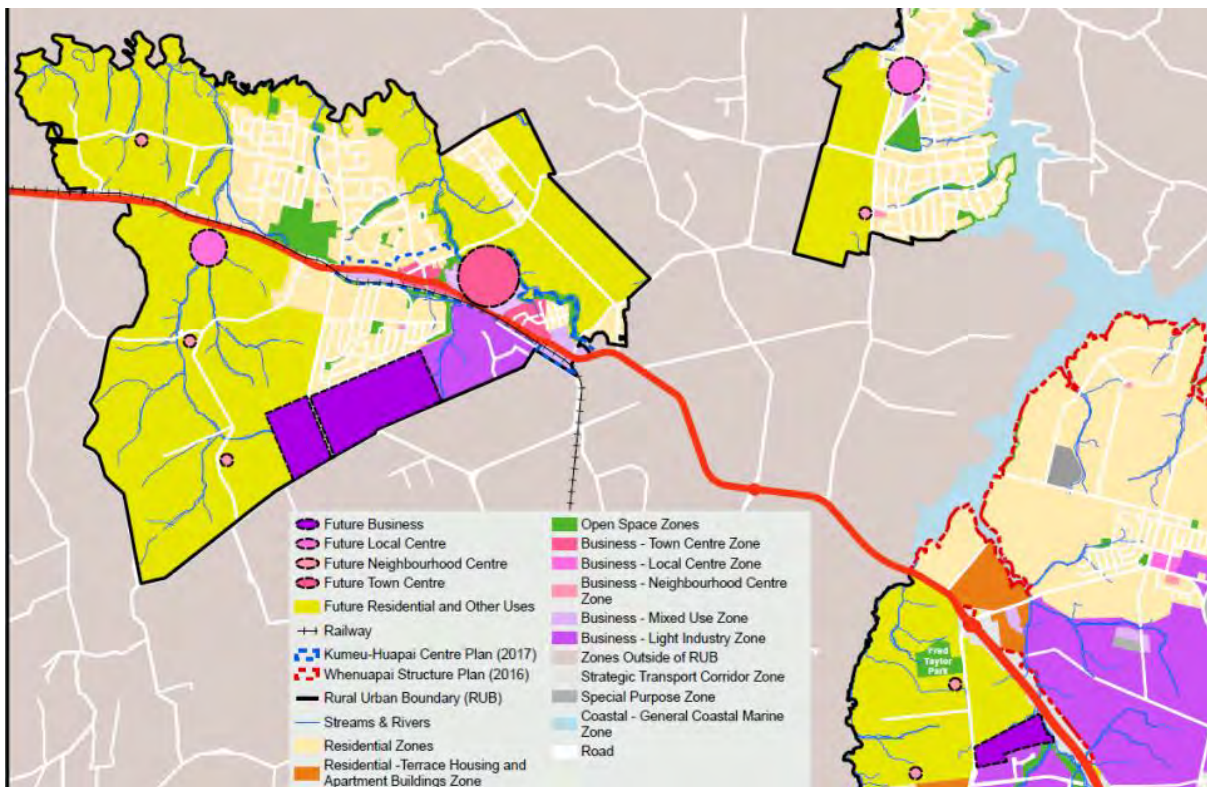 Fred
Taylor
Park
Future Business
Future Local Centre
Future Neighbourhood Centre
Future Town Centre
Future Residential and Other Uses
Railway
Kumeu-Huapai Centre Plan (2017)
Whenuapai Structure Plan (2016)
Rural Urban Boundary (RUB)
Streams & Rivers
Residential Zones
Residential -Terrace Housing and
Apartment Buildings Zone
Open Space Zones
Business - Town Centre Zone
Business - Local Centre Zone
Business - Neighbourhood Centre
Zone
Business - Mixed Use Zone
Business - Light Industry Zone
Zones Outside of RUB
Strategic Transport Corridor Zone
Special Purpose Zone
Coastal - General Coastal Marine
Zone
Road